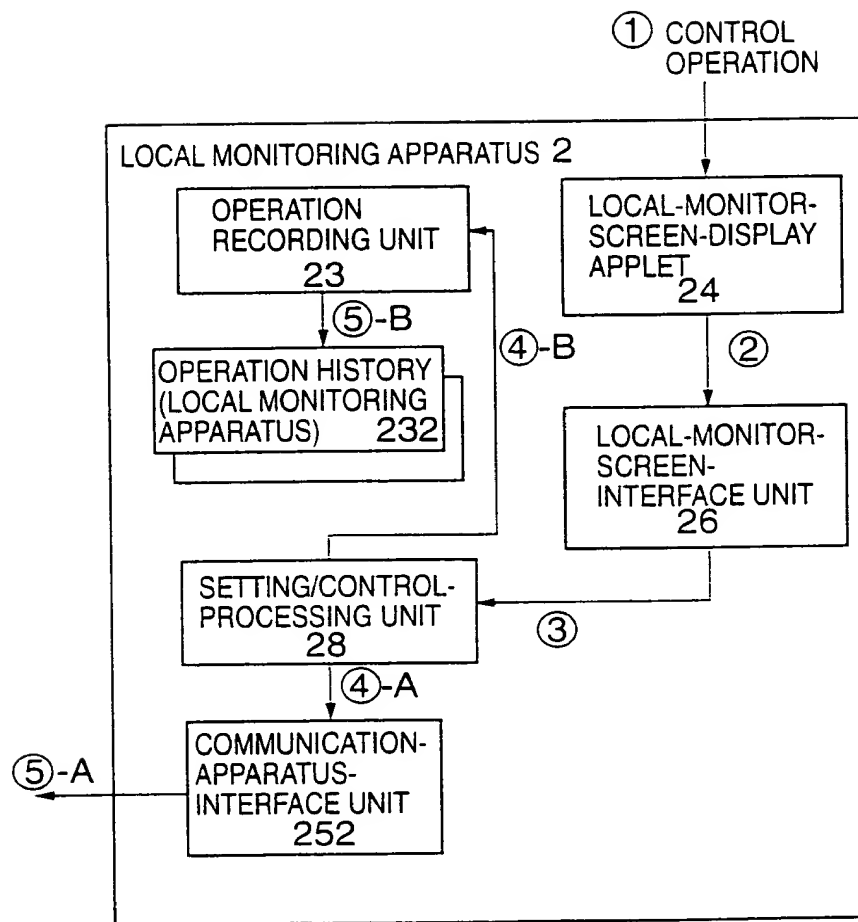 ① CONTROL
OPERATION
LOCAL MONITORING APPARATUS 2
OPERATION
RECORDING UNIT
23
⑤-B
OPERATION HISTORY
(LOCAL MONITORING
APPARATUS) 232
④-B
LOCAL-MONITOR-
SCREEN-DISPLAY
APPLET
24
②
LOCAL-MONITOR-
SCREEN-
INTERFACE UNIT
26
③
SETTING/CONTROL-
PROCESSING UNIT
28
④-A
COMMUNICATION-
APPARATUS-
INTERFACE UNIT
252
⑤-A